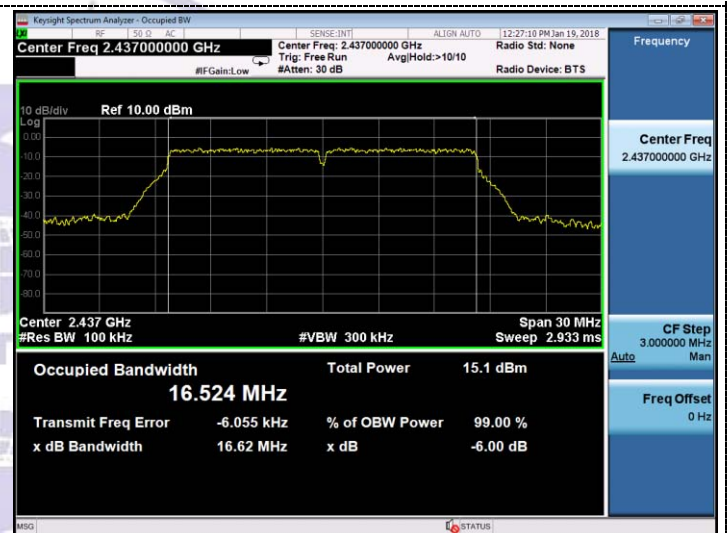 Keysight Spectrum Analyzer - Occupied BW
LXI RF 50 Ω AC SENSE:INT ALIGN AUTO 12:27:10 PM Jan 19, 2018
Center Freq 2.437000000 GHz Center Freq: 2.437000000 GHz Radio Std: None Frequency
Trig: Free Run Avg|Hold:>10/10
#IFGain:Low #Atten: 30 dB Radio Device: BTS
10 dB/div Ref 10.00 dBm
Log
0.00
-10.0
-20.0
-30.0
-40.0
-50.0
-60.0
-70.0
-80.0
Center 2.437 GHz Span 30 MHz
#Res BW 100 kHz #VBW 300 kHz Sweep 2.933 ms
Occupied Bandwidth Total Power 15.1 dBm
16.524 MHz
Transmit Freq Error -6.055 kHz % of OBW Power 99.00 %
x dB Bandwidth 16.62 MHz x dB -6.00 dB
Center Freq
2.437000000 GHz
CF Step
3.000000 MHz
Auto Man
Freq Offset
0 Hz
MSG STATUS